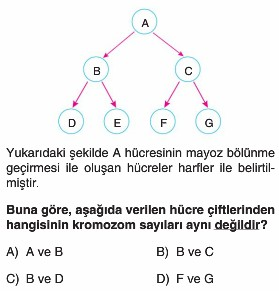 A
B
C
D
E
F
G
Yukarıdaki şekilde A hücresinin mayoz bölünme
geçirmesi ile oluşan hücreler harfler ile belirtil-
miştir.
Buna göre, aşağıda verilen hücre çiftlerinden
hangisinin kromozom sayıları aynı değildir?
A) A ve B
B) B ve C
C) B ve D
D) F ve G